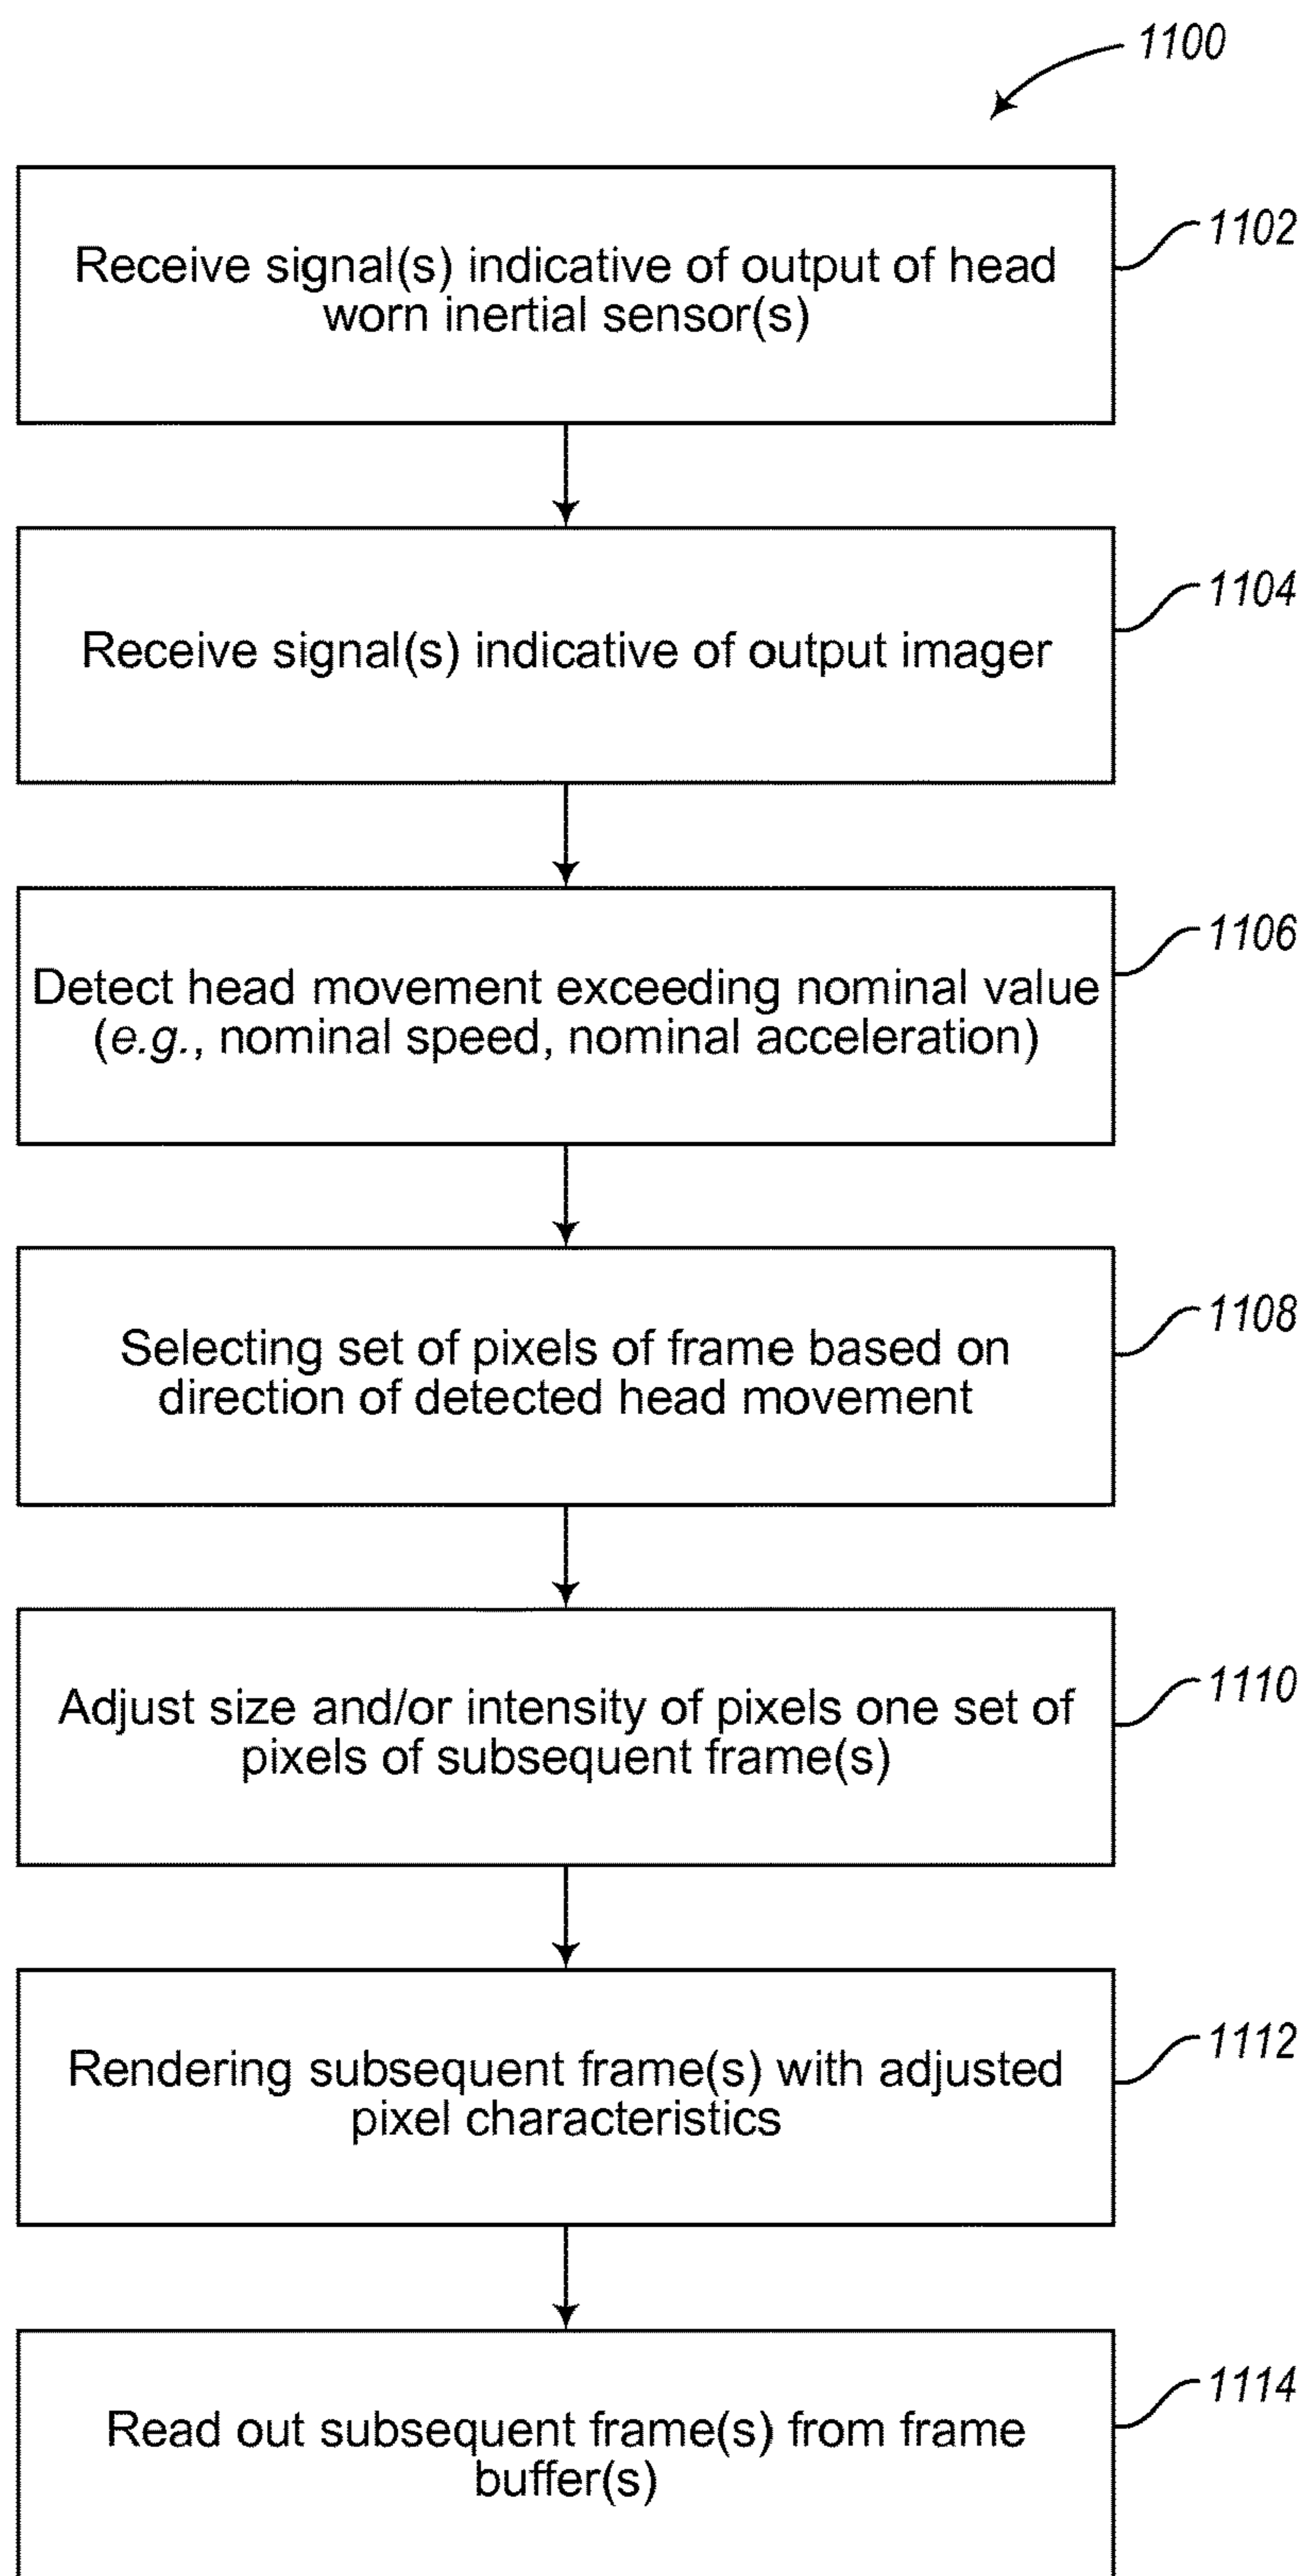 1100
1102
Receive signal(s) indicative of output of head
worn inertial sensor(s)
1104
Receive signal(s) indicative of output imager
1106
Detect head movement exceeding nominal value
(e.g., nominal speed, nominal acceleration)
1108
Selecting set of pixels of frame based on
direction of detected head movement
1110
Adjust size and/or intensity of pixels one set of
pixels of subsequent frame(s)
1112
Rendering subsequent frame(s) with adjusted
pixel characteristics
1114
Read out subsequent frame(s) from frame
buffer(s)